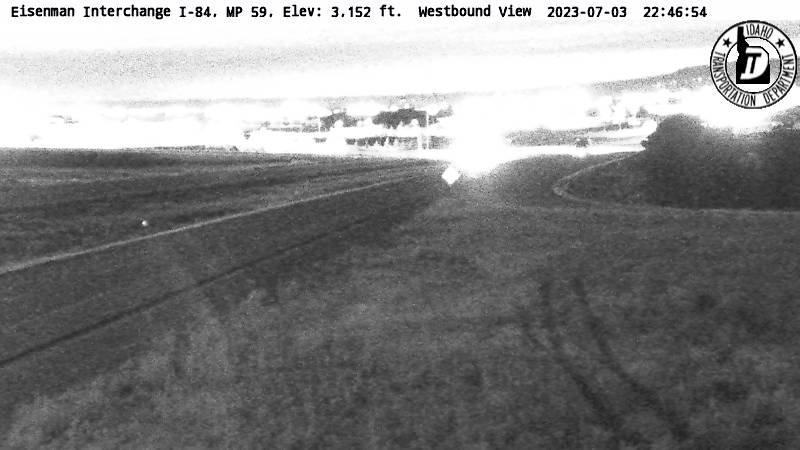 Eisenman Interchange I-84, MP 59, Elev: 3,152 ft. Westbound View 2023-07-03 22:46:54
IDAHO
TRANSPORTATION DEPARTMENT